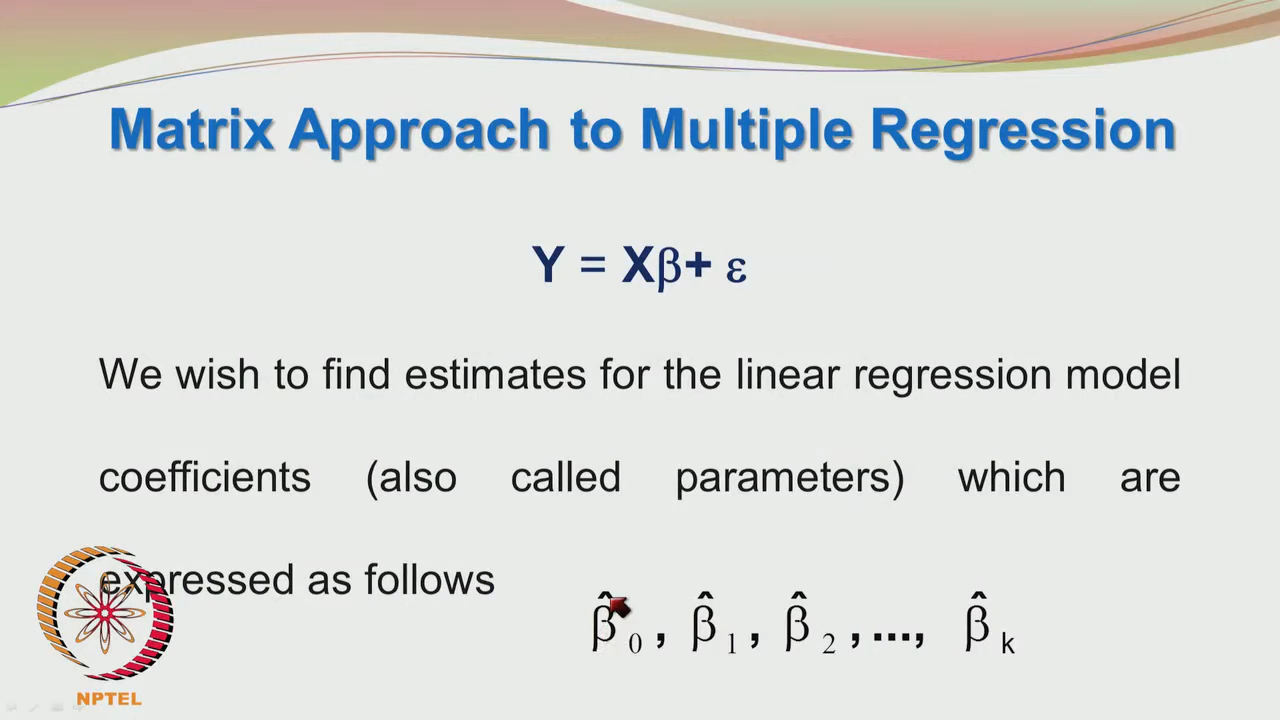 Matrix Approach to Multiple Regression
Y = Xβ+ ε
We wish to find estimates for the linear regression model
coefficients (also called parameters) which are
expressed as follows
β̂0 , β̂1 , β̂2 ,..., β̂k
NPTEL